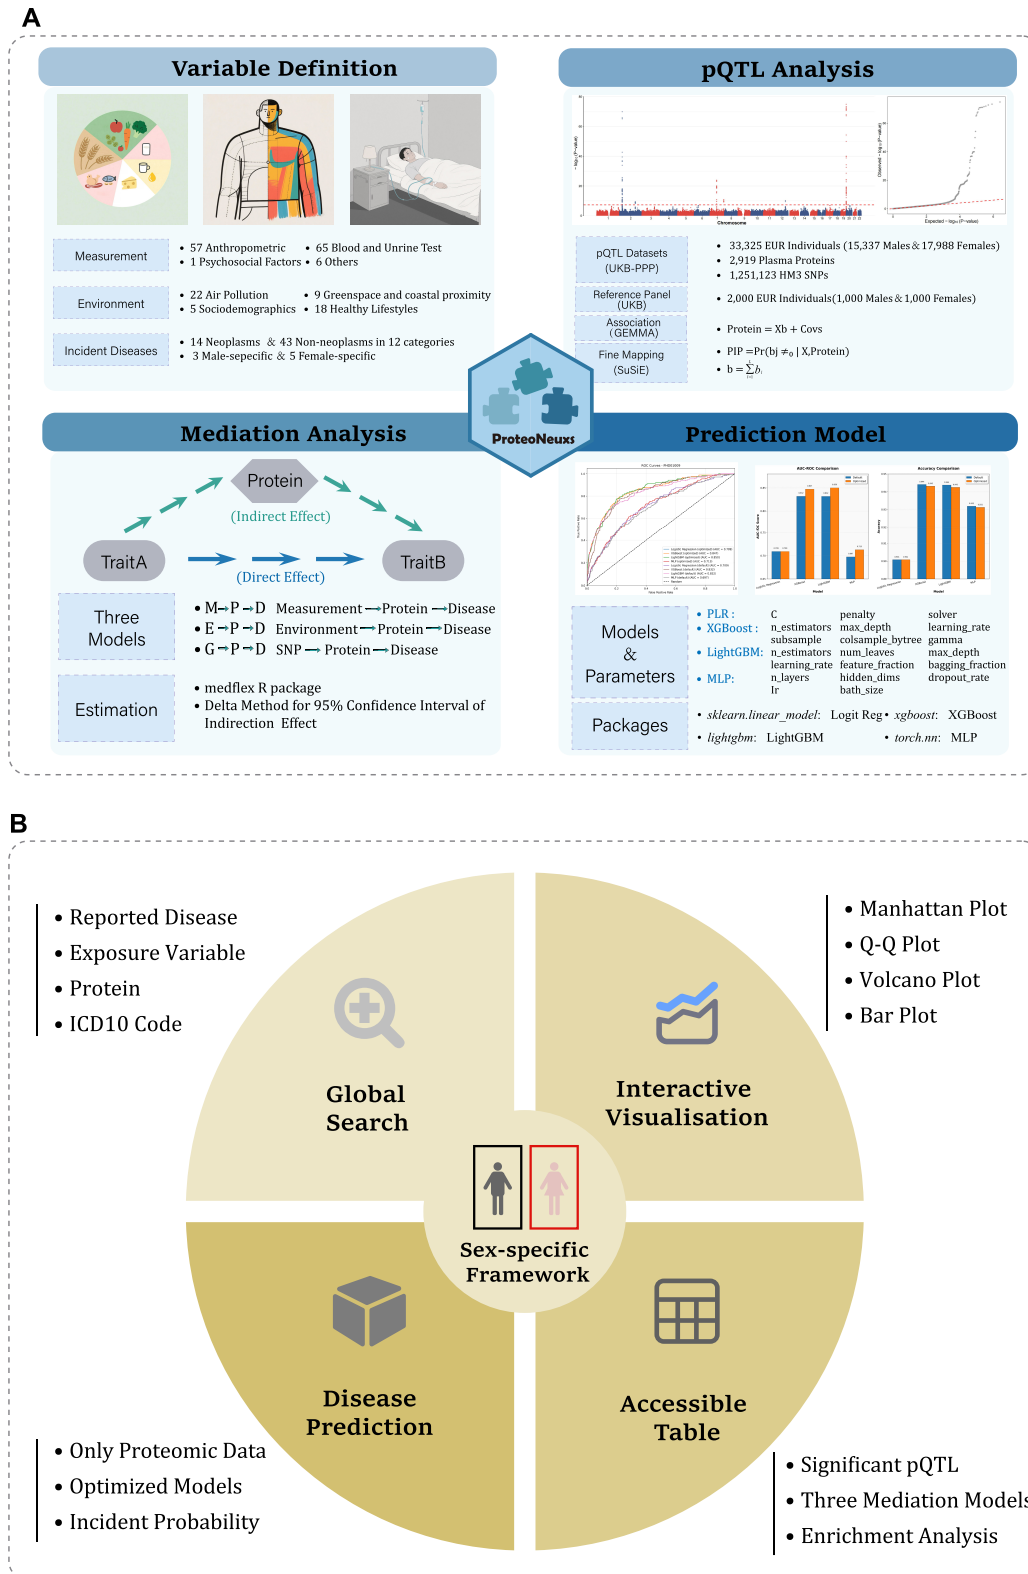 A
Variable Definition
Measurement
• 57 Anthropometric
• 65 Blood and Unrine Test
• 1 Psychosocial Factors
• 6 Others
Environment
• 22 Air Pollution
• 9 Greenspace and coastal proximity
• 5 Sociodemographics
• 18 Healthy Lifestyles
Incident Diseases
• 14 Neoplasms & 43 Non-neoplasms in 12 categories
• 3 Male-sepecific & 5 Female-specific
pQTL Analysis
Chromosome
pQTL Datasets
(UKB-PPP)
• 33,325 EUR Individuals (15,337 Males & 17,988 Females)
• 2,919 Plasma Proteins
• 1,251,123 HM3 SNPs
Reference Panel
(UKB)
• 2,000 EUR Individuals(1,000 Males & 1,000 Females)
Association
(GEMMA)
• Protein = Xb + Covs
Fine Mapping
(SuSiE)
• PIP =Pr(bj ≠₀ | X,Protein)
ProteoNeuxs
Mediation Analysis
Protein
(Indirect Effect)
TraitA
TraitB
(Direct Effect)
Three
Models
• M→P→D Measurement→Protein→Disease
• E→P→D Environment→Protein→Disease
• G→P→D SNP→Protein→Disease
Estimation
• medflex R package
• Delta Method for 95% Confidence Interval of
Indirection Effect
Prediction Model
AUC-ROC Comparison
Accuracy Comparison
Model
Model
Models
&
Parameters
• PLR : C penalty solver
• XGBoost : n_estimators max_depth learning_rate
subsample colsample_bytree gamma
• LightGBM: n_estimators num_leaves max_depth
learning_rate feature_fraction bagging_fraction
• MLP: n_layers hidden_dims dropout_rate
lr bath_size
Packages
• sklearn.linear_model: Logit Reg
• xgboost: XGBoost
• lightgbm: LightGBM
• torch.nn: MLP
B
• Reported Disease
• Exposure Variable
• Protein
• ICD10 Code
Global
Search
• Manhattan Plot
• Q-Q Plot
• Volcano Plot
• Bar Plot
Interactive
Visualisation
Sex-specific
Framework
Disease
Prediction
• Only Proteomic Data
• Optimized Models
• Incident Probability
Accessible
Table
• Significant pQTL
• Three Mediation Models
• Enrichment Analysis